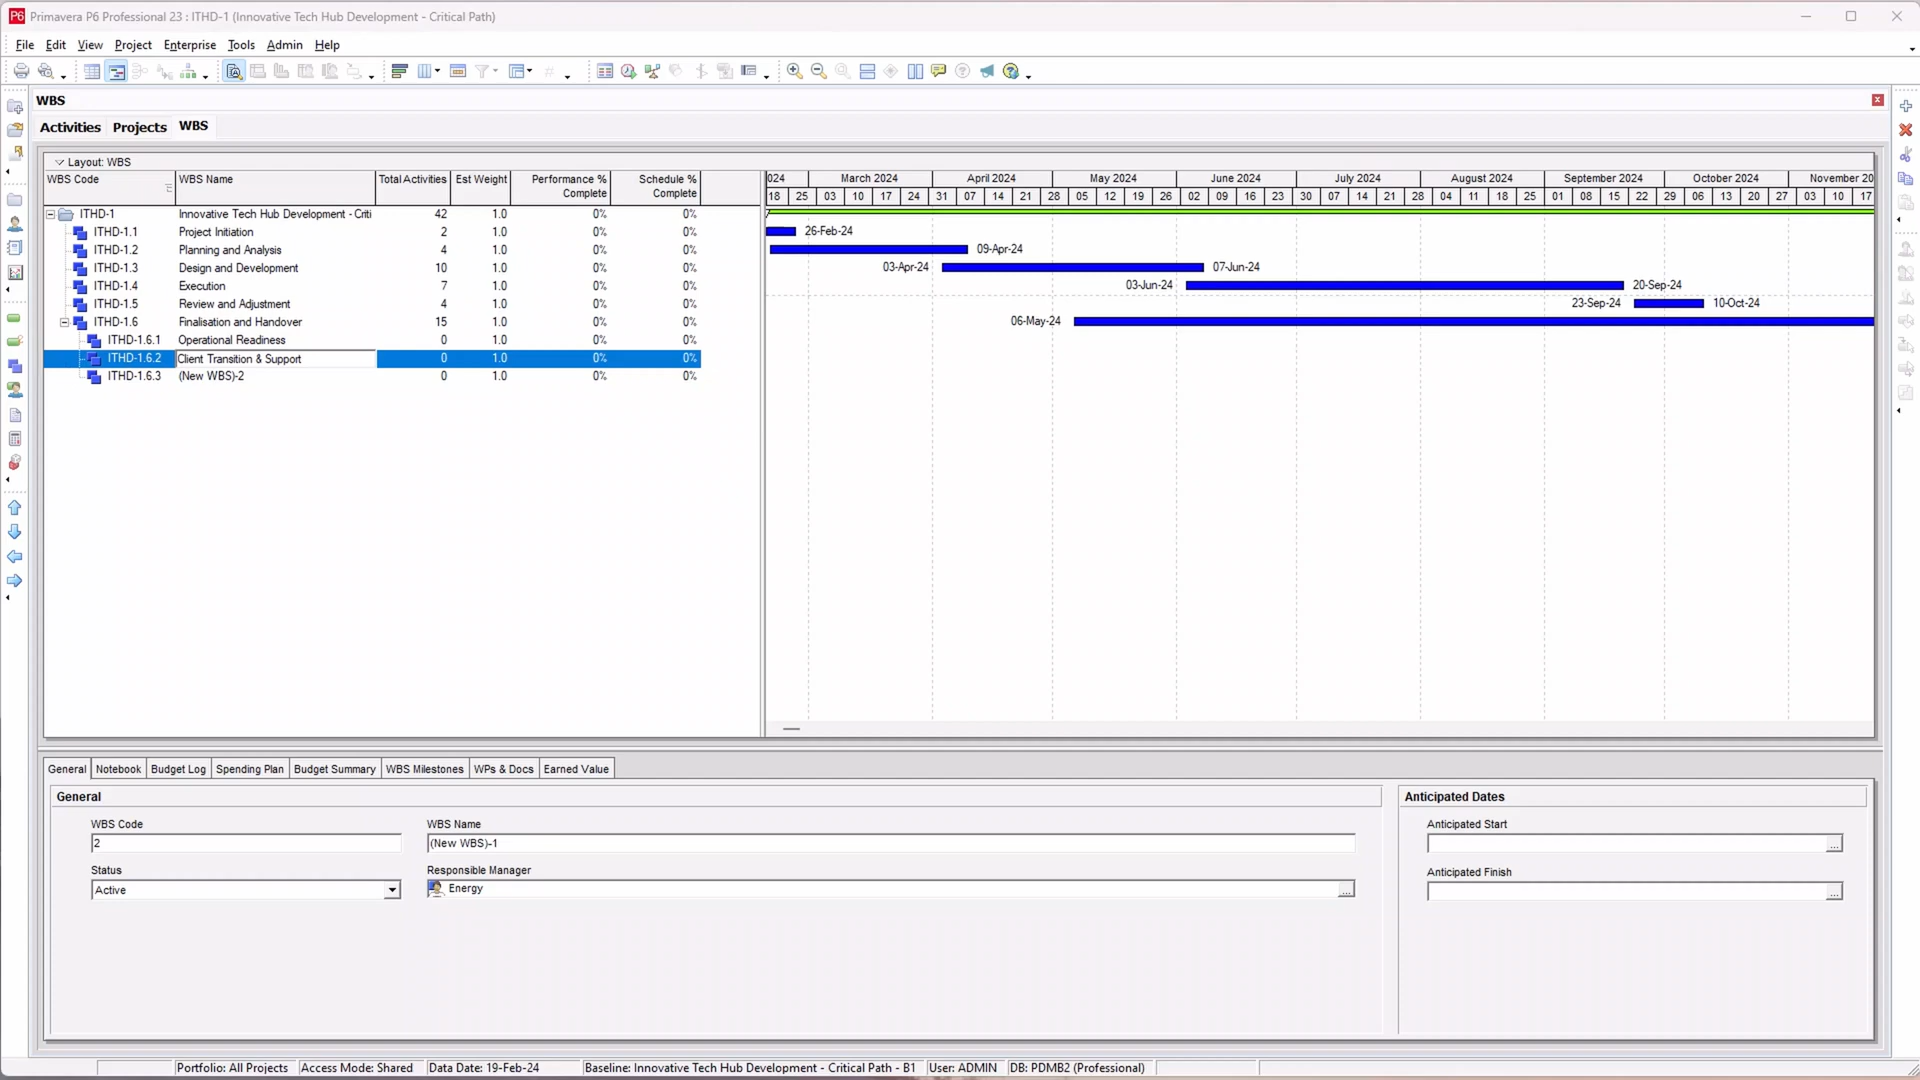 P6 Primavera P6 Professional 23 : ITHD-1 (Innovative Tech Hub Development - Critical Path)
File Edit View Project Enterprise Tools Admin Help
WBS
Activities Projects WBS
Layout: WBS
WBS Code WBS Name Total Activities Est Weight Performance % Complete Schedule % Complete
024 March 2024 April 2024 May 2024 June 2024 July 2024 August 2024 September 2024 October 2024 November 20
18 25 03 10 17 24 31 07 14 21 28 05 12 19 26 02 09 16 23 30 07 14 21 28 04 11 18 25 01 08 15 22 29 06 13 20 27 03 10 17
ITHD-1 Innovative Tech Hub Development - Criti 42 1.0 0% 0%
ITHD-1.1 Project Initiation 2 1.0 0% 0% 26-Feb-24
ITHD-1.2 Planning and Analysis 4 1.0 0% 0% 09-Apr-24
ITHD-1.3 Design and Development 10 1.0 0% 0% 03-Apr-24 07-Jun-24
ITHD-1.4 Execution 7 1.0 0% 0% 03-Jun-24 20-Sep-24
ITHD-1.5 Review and Adjustment 4 1.0 0% 0% 23-Sep-24 10-Oct-24
ITHD-1.6 Finalisation and Handover 15 1.0 0% 0% 06-May-24
ITHD-1.6.1 Operational Readiness 0 1.0 0% 0%
ITHD-1.6.2 Client Transition & Support 0 1.0 0% 0%
ITHD-1.6.3 (New WBS)-2 0 1.0 0% 0%
General Notebook Budget Log Spending Plan Budget Summary WBS Milestones WPs & Docs Earned Value
General Anticipated Dates
WBS Code WBS Name Anticipated Start
2 (New WBS)-1 ...
Status Responsible Manager Anticipated Finish
Active Energy ... ...
Portfolio: All Projects Access Mode: Shared Data Date: 19-Feb-24 Baseline: Innovative Tech Hub Development - Critical Path - B1 User: ADMIN DB: PDMB2 (Professional)